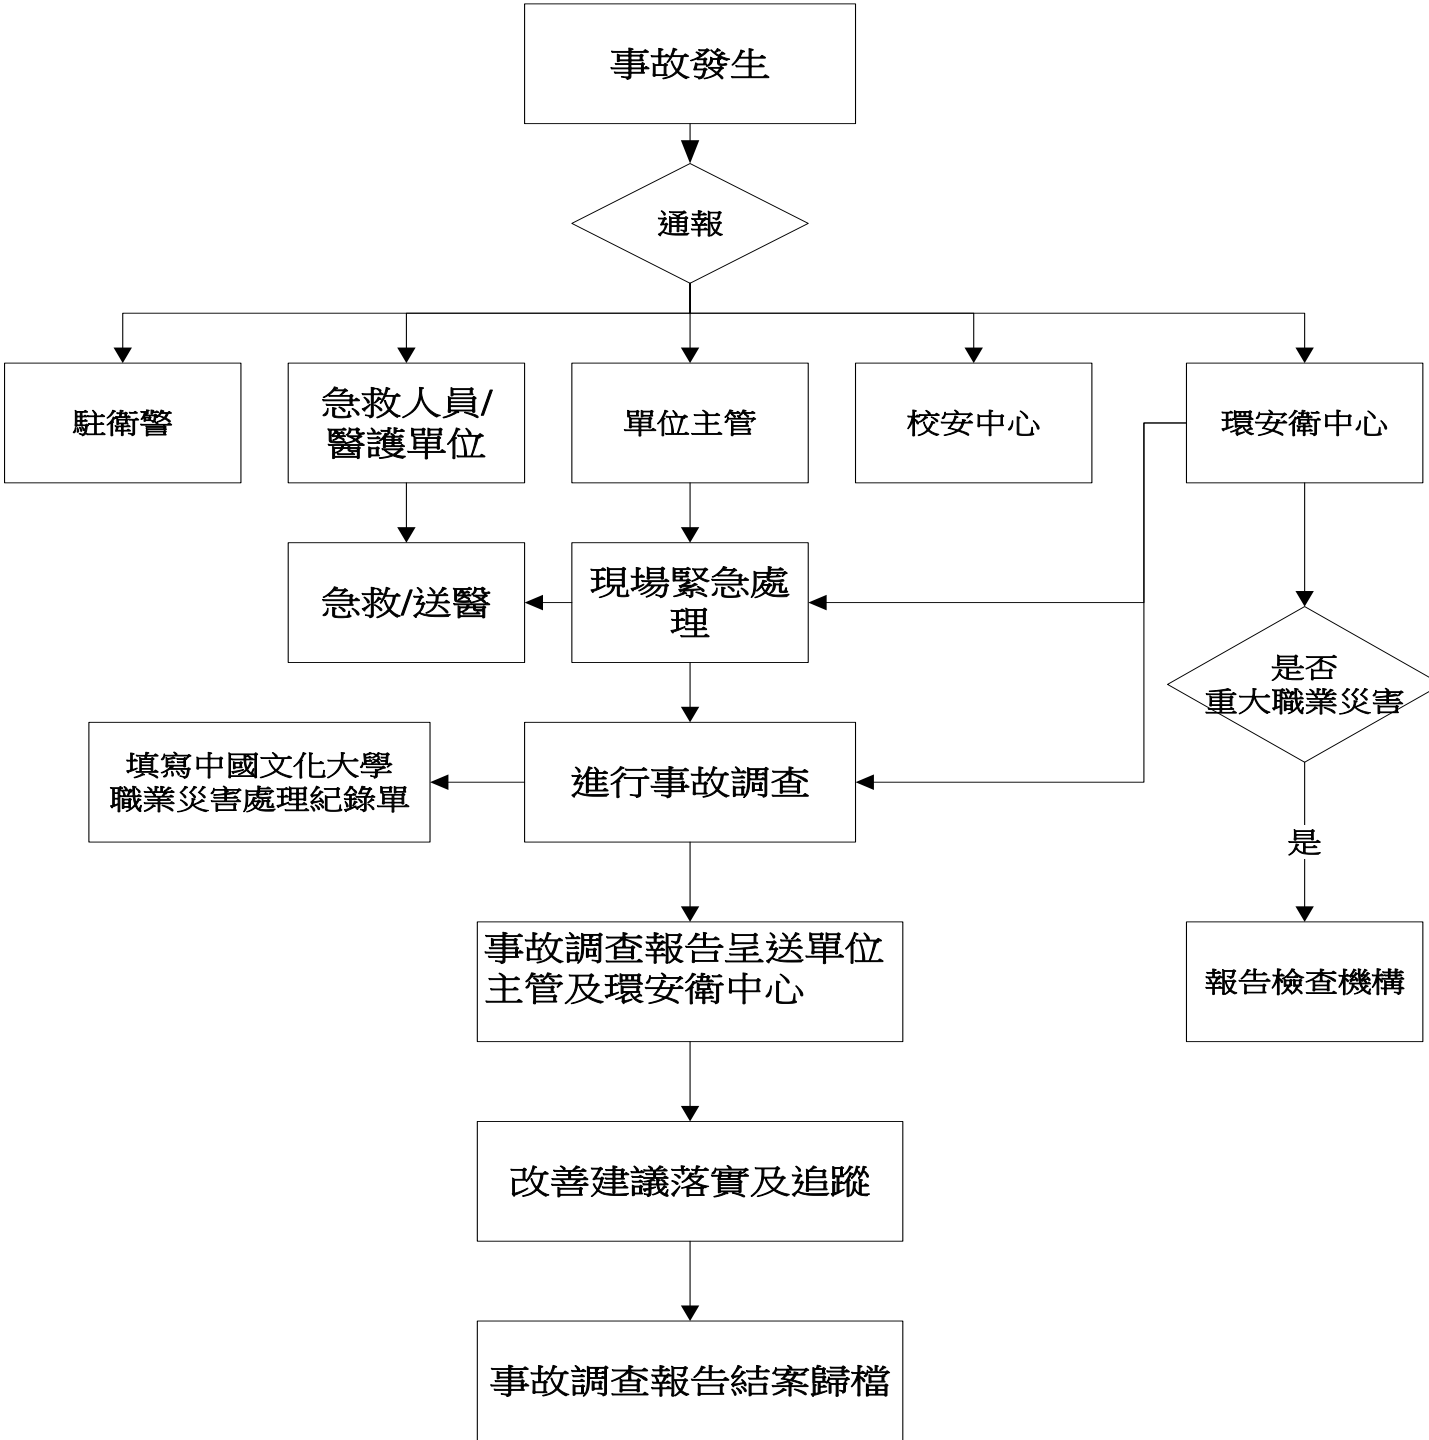 事故發生
通報
駐衛警
急救人員/
醫護單位
單位主管
校安中心
環安衛中心
急救/送醫
現場緊急處
理
是否
重大職業災害
填寫中國文化大學
職業災害處理紀錄單
進行事故調查
是
事故調查報告呈送單位
主管及環安衛中心
報告檢查機構
改善建議落實及追蹤
事故調查報告結案歸檔